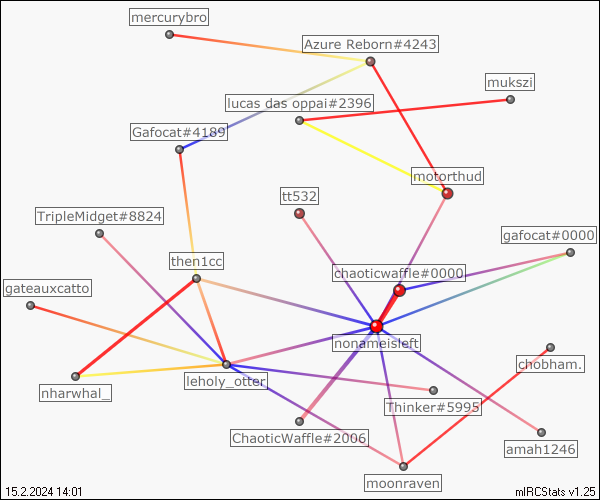 mercurybro
Azure Reborn#4243
mukszi
lucas das oppai#2396
Gafocat#4189
motorthud
tt532
TripleMidget#8824
gafocat#0000
then1cc
chaoticwaffle#0000
gateauxcatto
nonameisleft
chobham.
leholy_otter
nharwhal_
Thinker#5995
ChaoticWaffle#2006
amah1246
moonraven
15.2.2024 14:01
mIRCStats v1.25